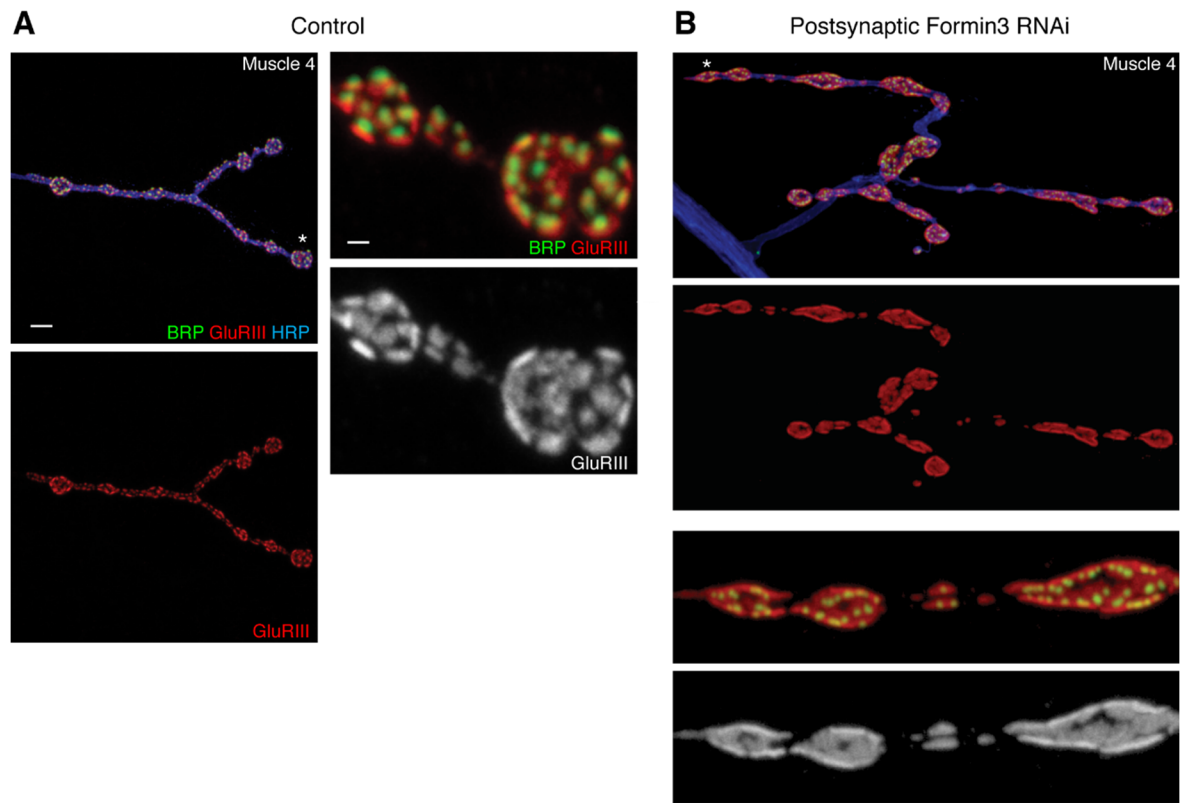 A
Control
Muscle 4
*
BRP GluRIII HRP
BRP GluRIII
GluRIII
GluRIII
B
Postsynaptic Formin3 RNAi
*
Muscle 4